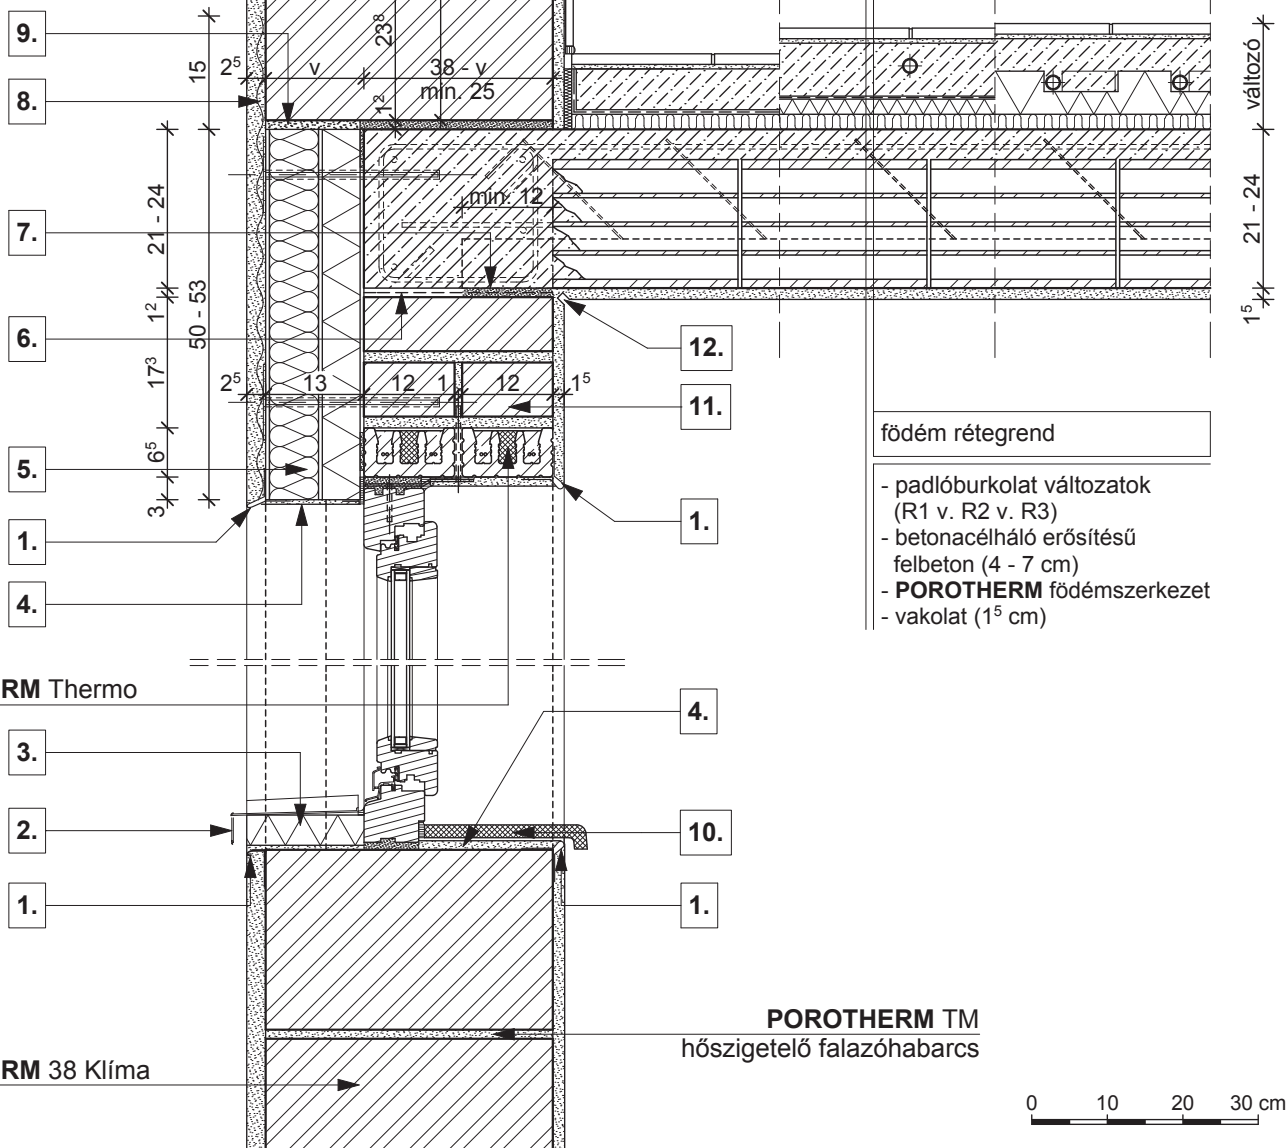 9.
8.
7.
6.
5.
1.
4.
RM Thermo
3.
2.
1.
RM 38 Klíma
15
21 - 24
1²
17³
6⁵
3
50 - 53
2⁵
v
23⁸
1²
38 - v
min. 25
min. 12
2⁵
13
12
1
12
1⁵
12.
11.
1.
4.
10.
1.
változó
21 - 24
1⁵
födém rétegrend
- padlóburkolat változatok
(R1 v. R2 v. R3)
- betonacélháló erősítésű
felbeton (4 - 7 cm)
- POROTHERM födémszerkezet
- vakolat (1⁵ cm)
POROTHERM TM
hőszigetelő falazóhabarcs
0 10 20 30 cm